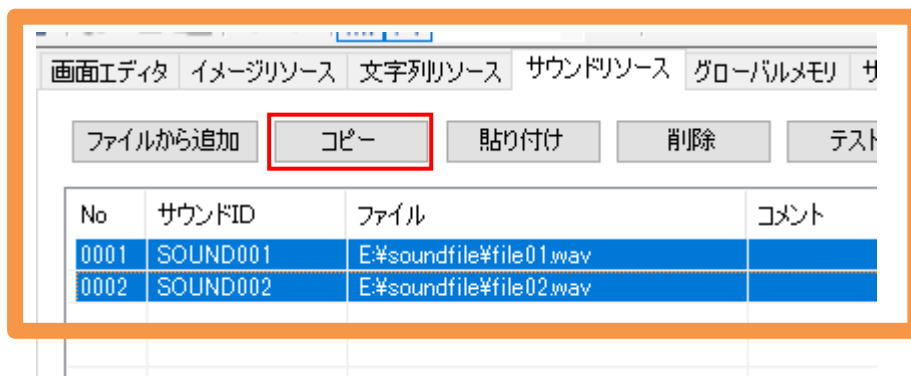 画面エディタ イメージリソース 文字列リソース サウンドリソース グローバルメモリ サ
ファイルから追加 コピー 貼り付け 削除 テスト
No サウンドID ファイル コメント
0001 SOUND001 E:¥soundfile¥file01.wav
0002 SOUND002 E:¥soundfile¥file02.wav